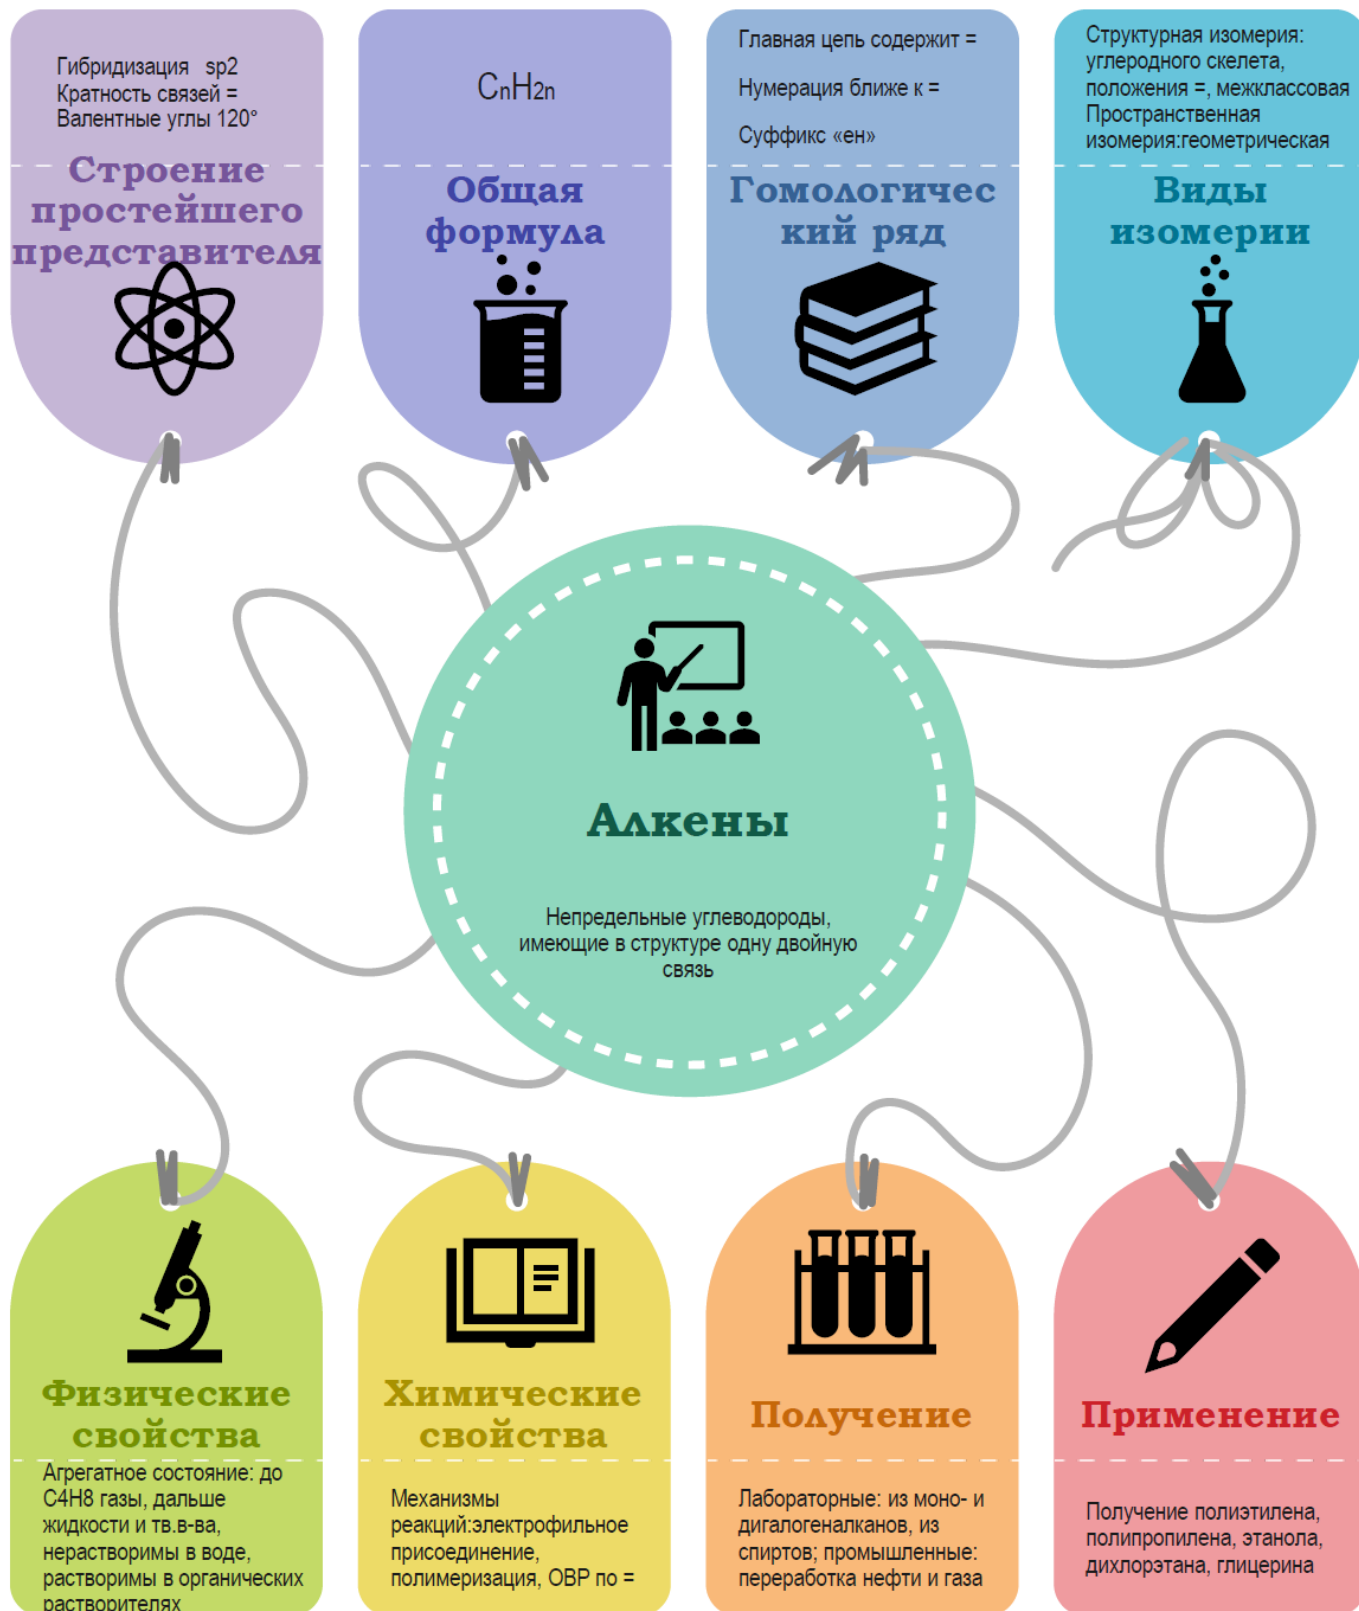 Гибридизация sp2
Кратность связей =
Валентные углы 120°
Строение
простейшего
представителя
CnH2n
Общая
формула
Главная цепь содержит =
Нумерация ближе к =
Суффикс «ен»
Гомологичес
кий ряд
Структурная изомерия:
углеродного скелета,
положения =, межклассовая
Пространственная
изомерия:геометрическая
Виды
изомерии
Алкены
Непредельные углеводороды,
имеющие в структуре одну двойную
связь
Физические
свойства
Агрегатное состояние: до
C4H8 газы, дальше
жидкости и тв.в-ва,
нерастворимы в воде,
растворимы в органических
растворителях
Химические
свойства
Механизмы
реакций:электрофильное
присоединение,
полимеризация, ОВР по =
Получение
Лабораторные: из моно- и
дигалогеналканов, из
спиртов; промышленные:
переработка нефти и газа
Применение
Получение полиэтилена,
полипропилена, этанола,
дихлорэтана, глицерина